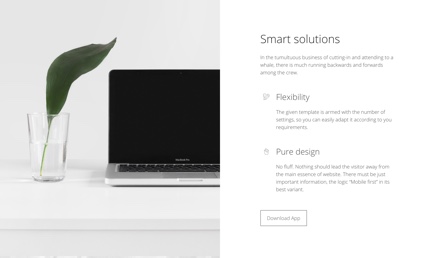 Smart solutions
In the tumultuous business of cutting-in and attending to a
whale, there is much running backwards and forwards
among the crew.
Flexibility
The given template is armed with the number of
settings, so you can easily adapt it according to you
requirements.
Pure design
No fluff. Nothing should lead the visitor away from
the main essence of website. There must be just
important information, the logic “Mobile first” in its
best variant.
Download App